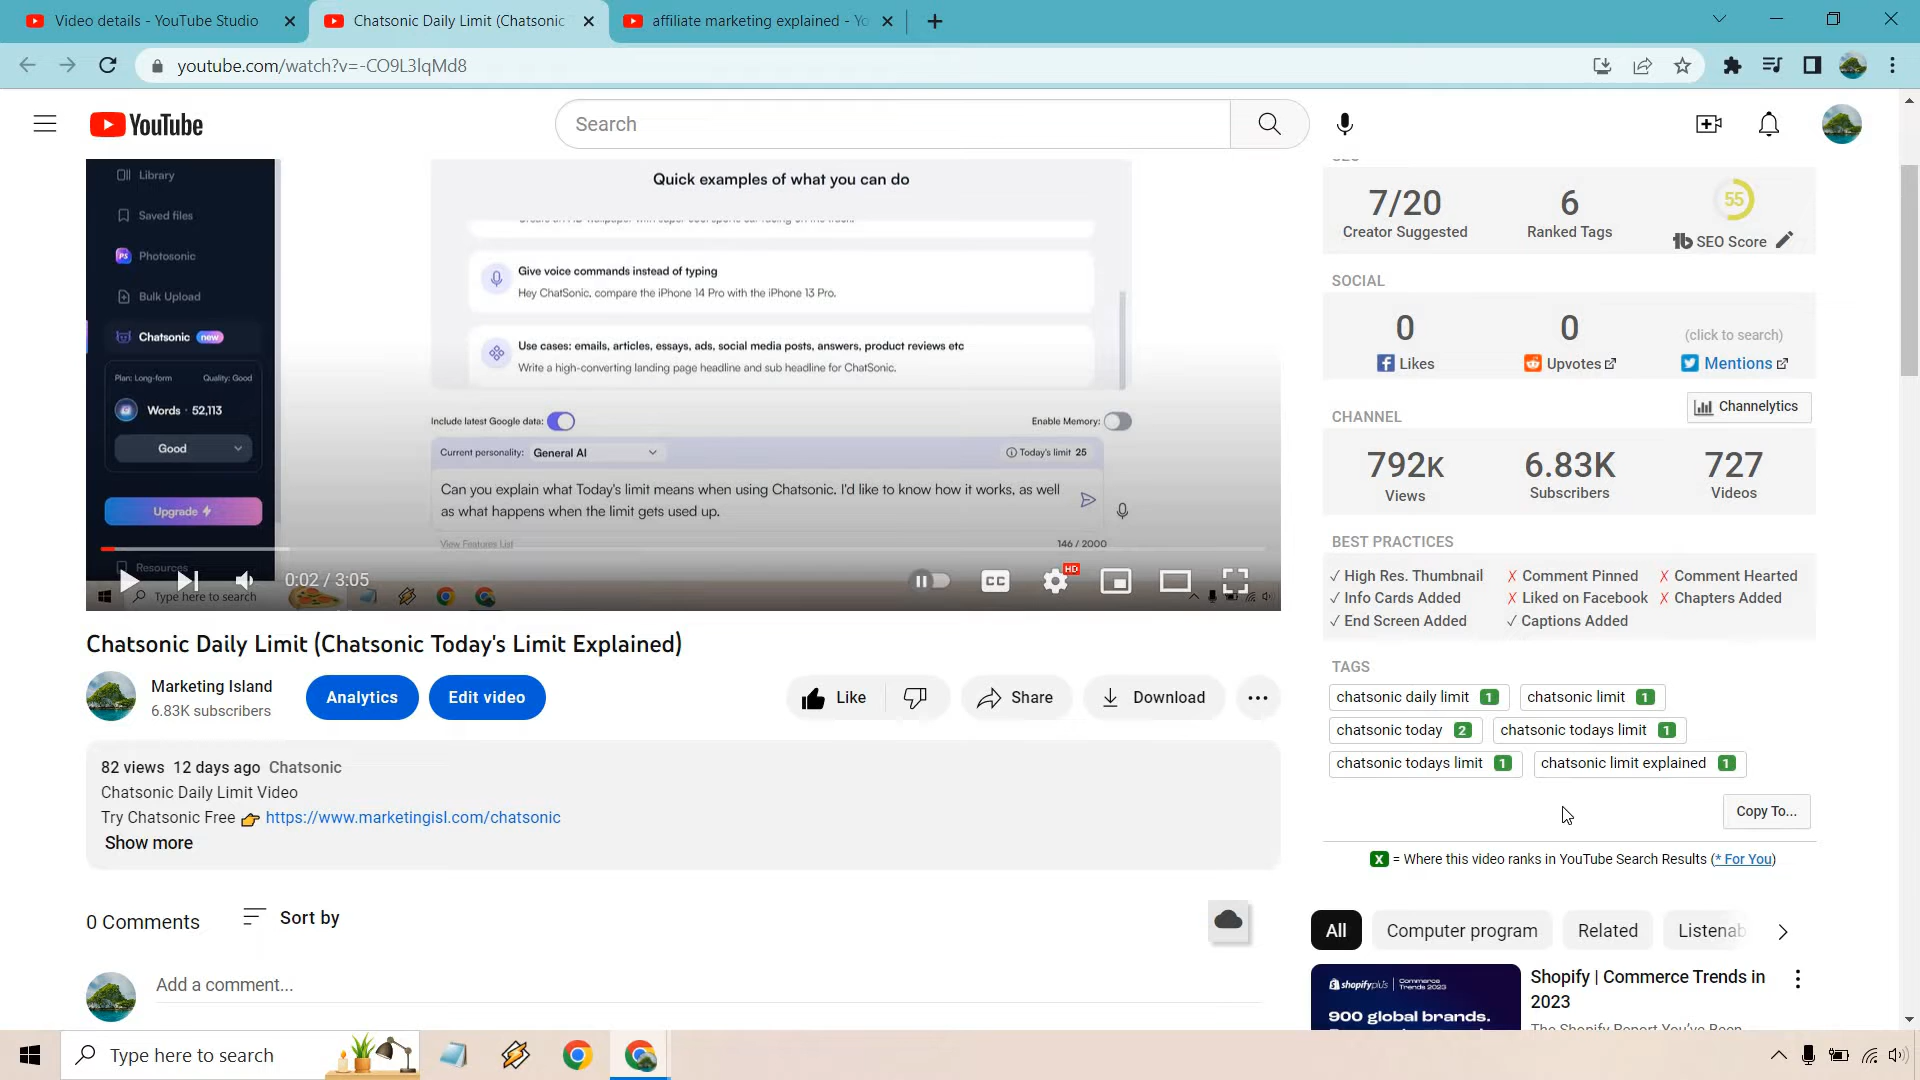 Video details - YouTube Studio
Chatsonic Daily Limit (Chatsonic
affiliate marketing explained - Yo
youtube.com/watch?v=-CO9L3lqMd8
YouTube
Search
Library
Saved files
Photosonic
Bulk Upload
Chatsonic new
Plan: Long-form Quality: Good
Words · 52,113
Good
Upgrade
Resources
Quick examples of what you can do
Give voice commands instead of typing
Hey ChatSonic, compare the iPhone 14 Pro with the iPhone 13 Pro.
Use cases: emails, articles, essays, ads, social media posts, answers, product reviews etc
Write a high-converting landing page headline and sub headline for ChatSonic.
Include latest Google data:
Enable Memory:
Current personality: General AI
Today's limit 25
Can you explain what Today's limit means when using Chatsonic. I'd like to know how it works, as well
as what happens when the limit gets used up.
View Features List
146 / 2000
0:02 / 3:05
CC
HD
Type here to search
Chatsonic Daily Limit (Chatsonic Today's Limit Explained)
Marketing Island
6.83K subscribers
Analytics
Edit video
Like
Share
Download
82 views 12 days ago Chatsonic
Chatsonic Daily Limit Video
Try Chatsonic Free 👉 https://www.marketingisl.com/chatsonic
Show more
0 Comments
Sort by
Add a comment...
7/20
Creator Suggested
6
Ranked Tags
55
tb SEO Score
SOCIAL
0
Likes
0
Upvotes
(click to search)
Mentions
CHANNEL
Channelytics
792K
Views
6.83K
Subscribers
727
Videos
BEST PRACTICES
✓ High Res. Thumbnail ✗ Comment Pinned ✗ Comment Hearted
✓ Info Cards Added ✗ Liked on Facebook ✗ Chapters Added
✓ End Screen Added ✓ Captions Added
TAGS
chatsonic daily limit 1 chatsonic limit 1
chatsonic today 2 chatsonic todays limit 1
chatsonic todays limit 1 chatsonic limit explained 1
Copy To...
X = Where this video ranks in YouTube Search Results (* For You)
All
Computer program
Related
Listenab
shopifyplus | Commerce Trends 2023
900 global brands.
Shopify | Commerce Trends in
2023
Type here to search